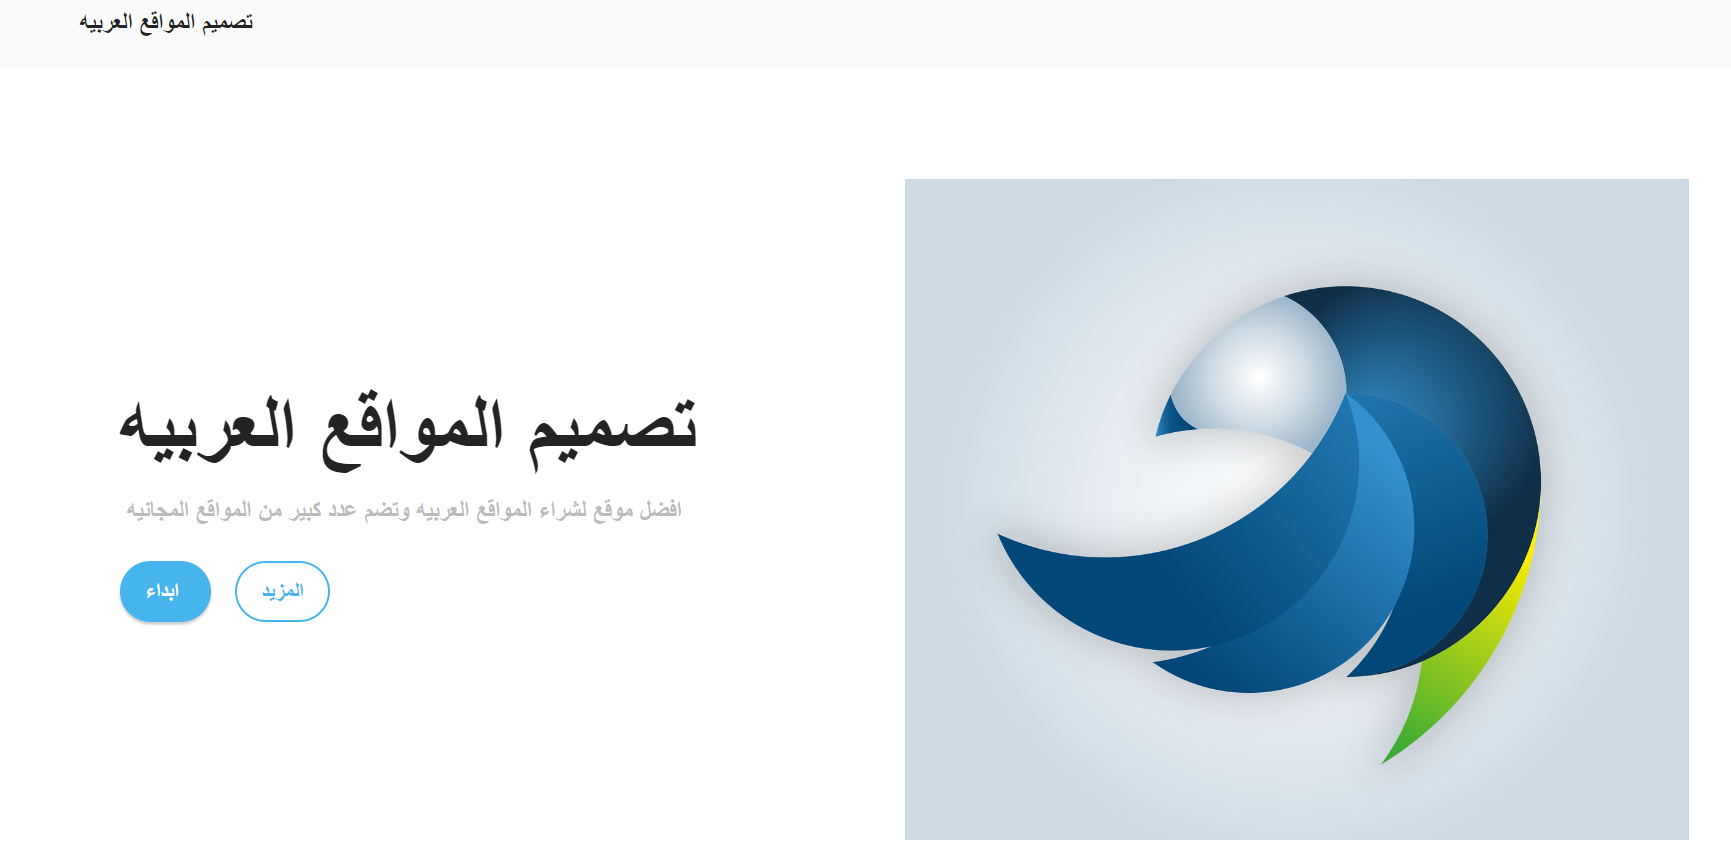 تصميم المواقع العربيه
تصميم المواقع العربيه
افضل موقع لشراء المواقع العربيه وتضم عدد كبير من المواقع المجانيه
ابداء
المزيد